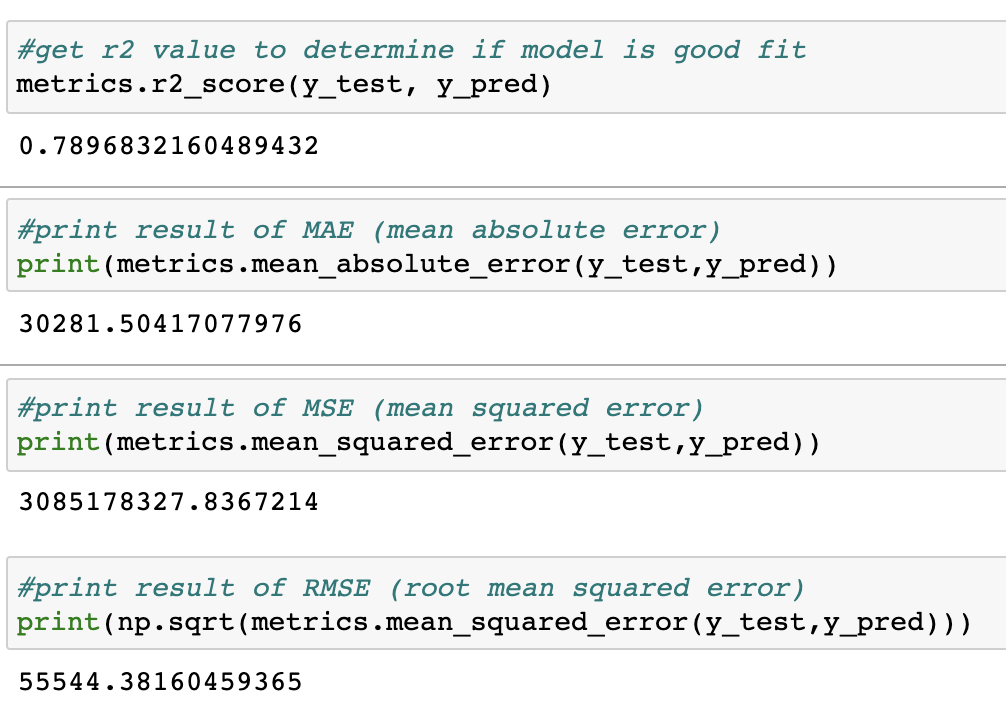 #get r2 value to determine if model is good fit
metrics.r2_score(y_test, y_pred)
0.7896832160489432
#print result of MAE (mean absolute error)
print(metrics.mean_absolute_error(y_test,y_pred))
30281.50417077976
#print result of MSE (mean squared error)
print(metrics.mean_squared_error(y_test,y_pred))
3085178327.8367214
#print result of RMSE (root mean squared error)
print(np.sqrt(metrics.mean_squared_error(y_test,y_pred)))
55544.38160459365